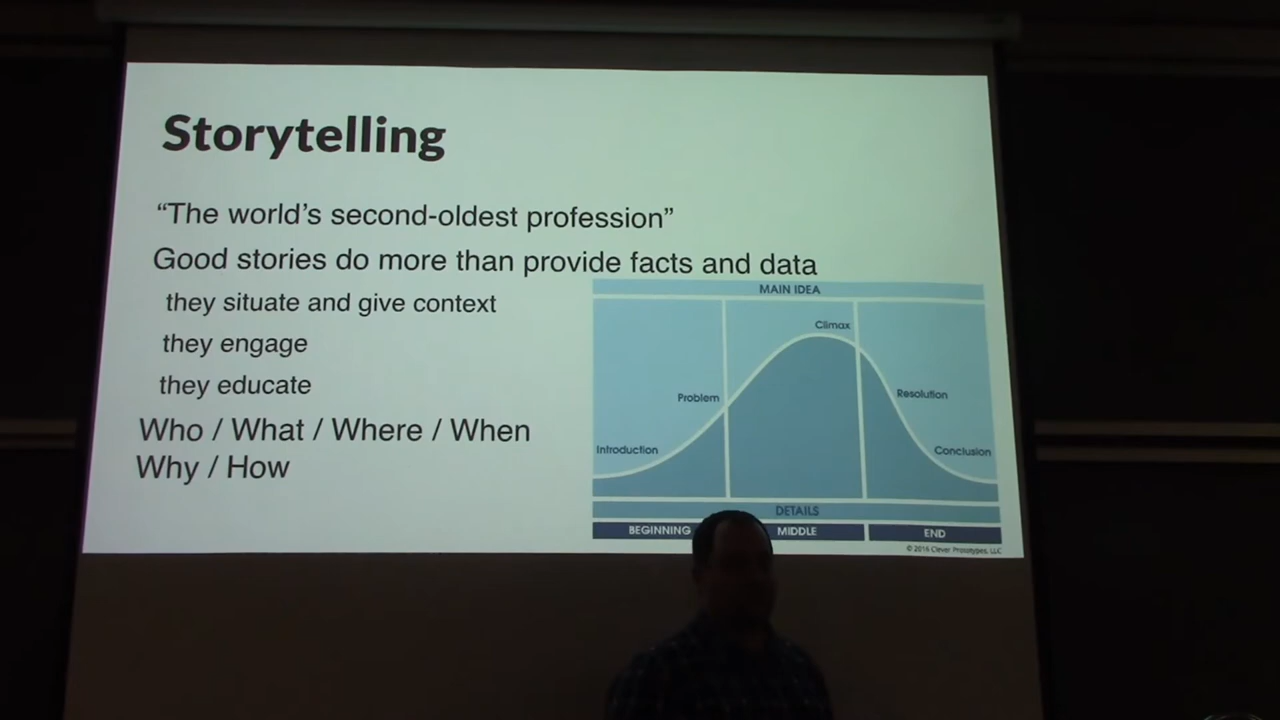 Storytelling
“The world’s second-oldest profession”
Good stories do more than provide facts and data
they situate and give context
they engage
they educate
Who / What / Where / When
Why / How
MAIN IDEA
Climax
Problem
Resolution
Introduction
Conclusion
DETAILS
BEGINNING
MIDDLE
END
© 2016 Clever Prototypes, LLC